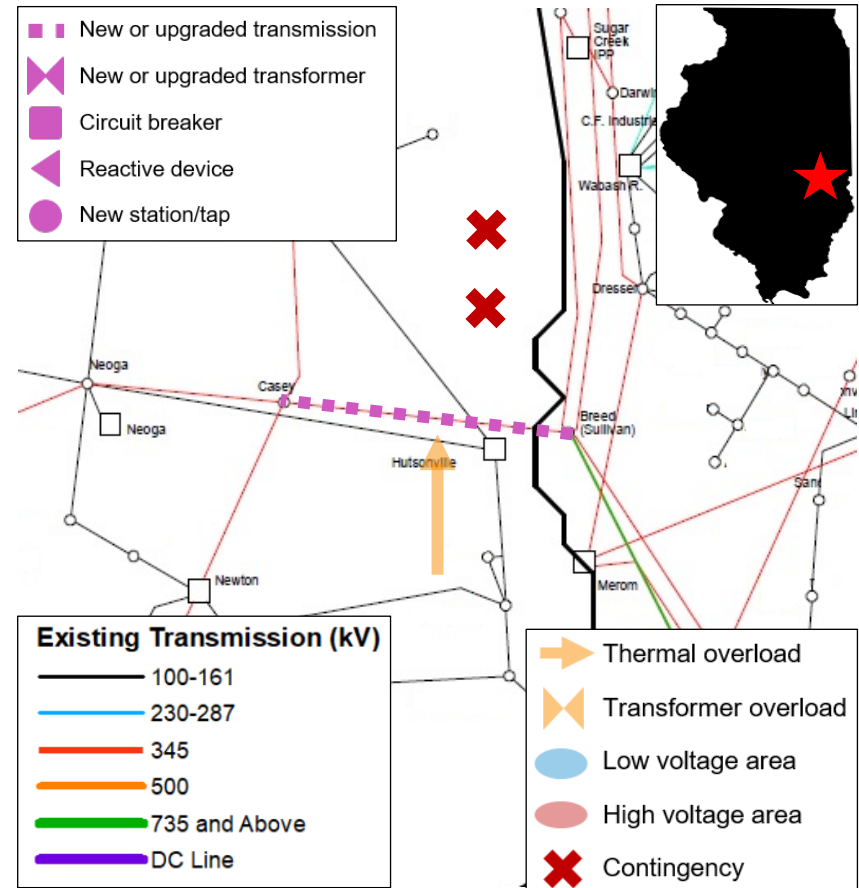 New or upgraded transmission
New or upgraded transformer
Circuit breaker
Reactive device
New station/tap
Sugar
Creek
IPP
Darwin
C.F. Industrie
Wabash R.
Dresser
Neoga
Casey
Neoga
Hutsonville
Breed
(Sullivan)
Newton
Merom
Existing Transmission (kV)
100-161
230-287
345
500
735 and Above
DC Line
Thermal overload
Transformer overload
Low voltage area
High voltage area
Contingency